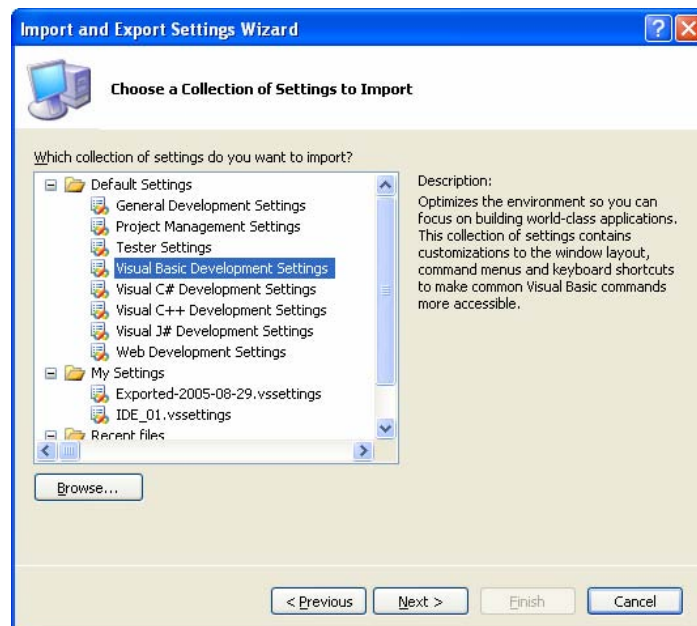 Import and Export Settings Wizard
Choose a Collection of Settings to Import
Which collection of settings do you want to import?
Default Settings
General Development Settings
Project Management Settings
Tester Settings
Visual Basic Development Settings
Visual C# Development Settings
Visual C++ Development Settings
Visual J# Development Settings
Web Development Settings
My Settings
Exported-2005-08-29.vssettings
IDE_01.vssettings
Recent files
Browse...
Description:
Optimizes the environment so you can
focus on building world-class applications.
This collection of settings contains
customizations to the window layout,
command menus and keyboard shortcuts
to make common Visual Basic commands
more accessible.
< Previous
Next >
Finish
Cancel